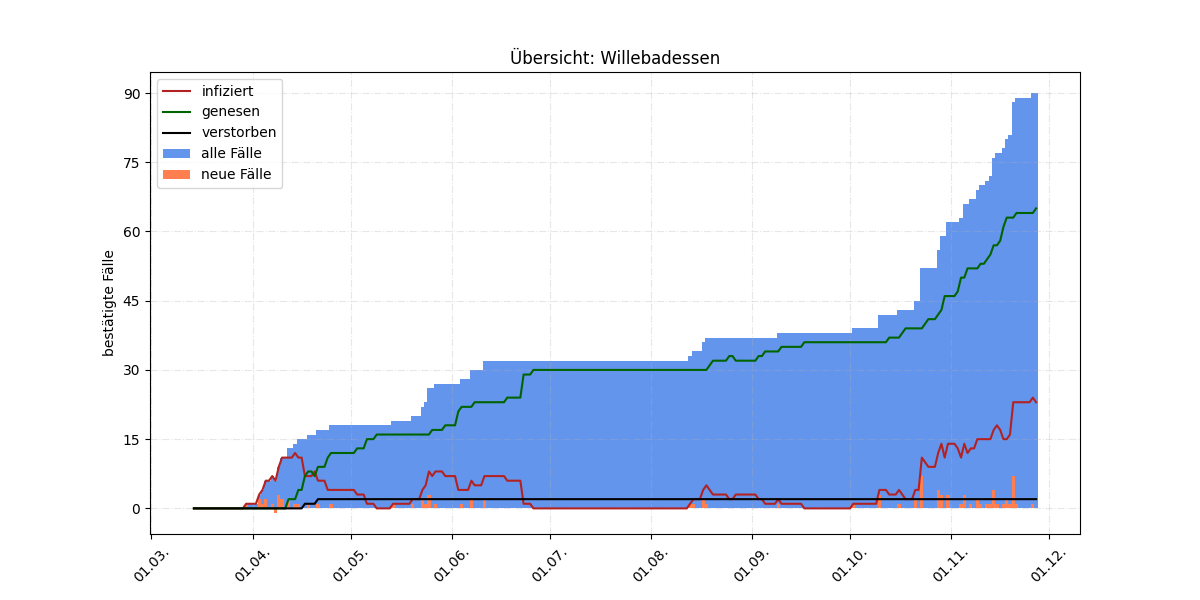 Übersicht: Willebadessen
infiziert
genesen
verstorben
alle Fälle
neue Fälle
bestätigte Fälle
90
75
60
45
30
15
0
01.03.
01.04.
01.05.
01.06.
01.07.
01.08.
01.09.
01.10.
01.11.
01.12.